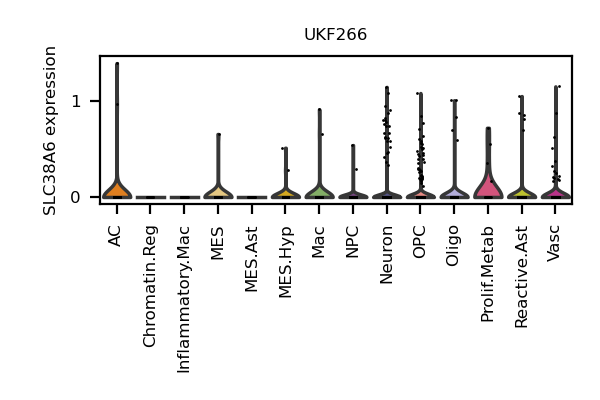 UKF266
SLC38A6 expression
1
0
AC
Chromatin.Reg
Inflammatory.Mac
MES
MES.Ast
MES.Hyp
Mac
NPC
Neuron
OPC
Oligo
Prolif.Metab
Reactive.Ast
Vasc